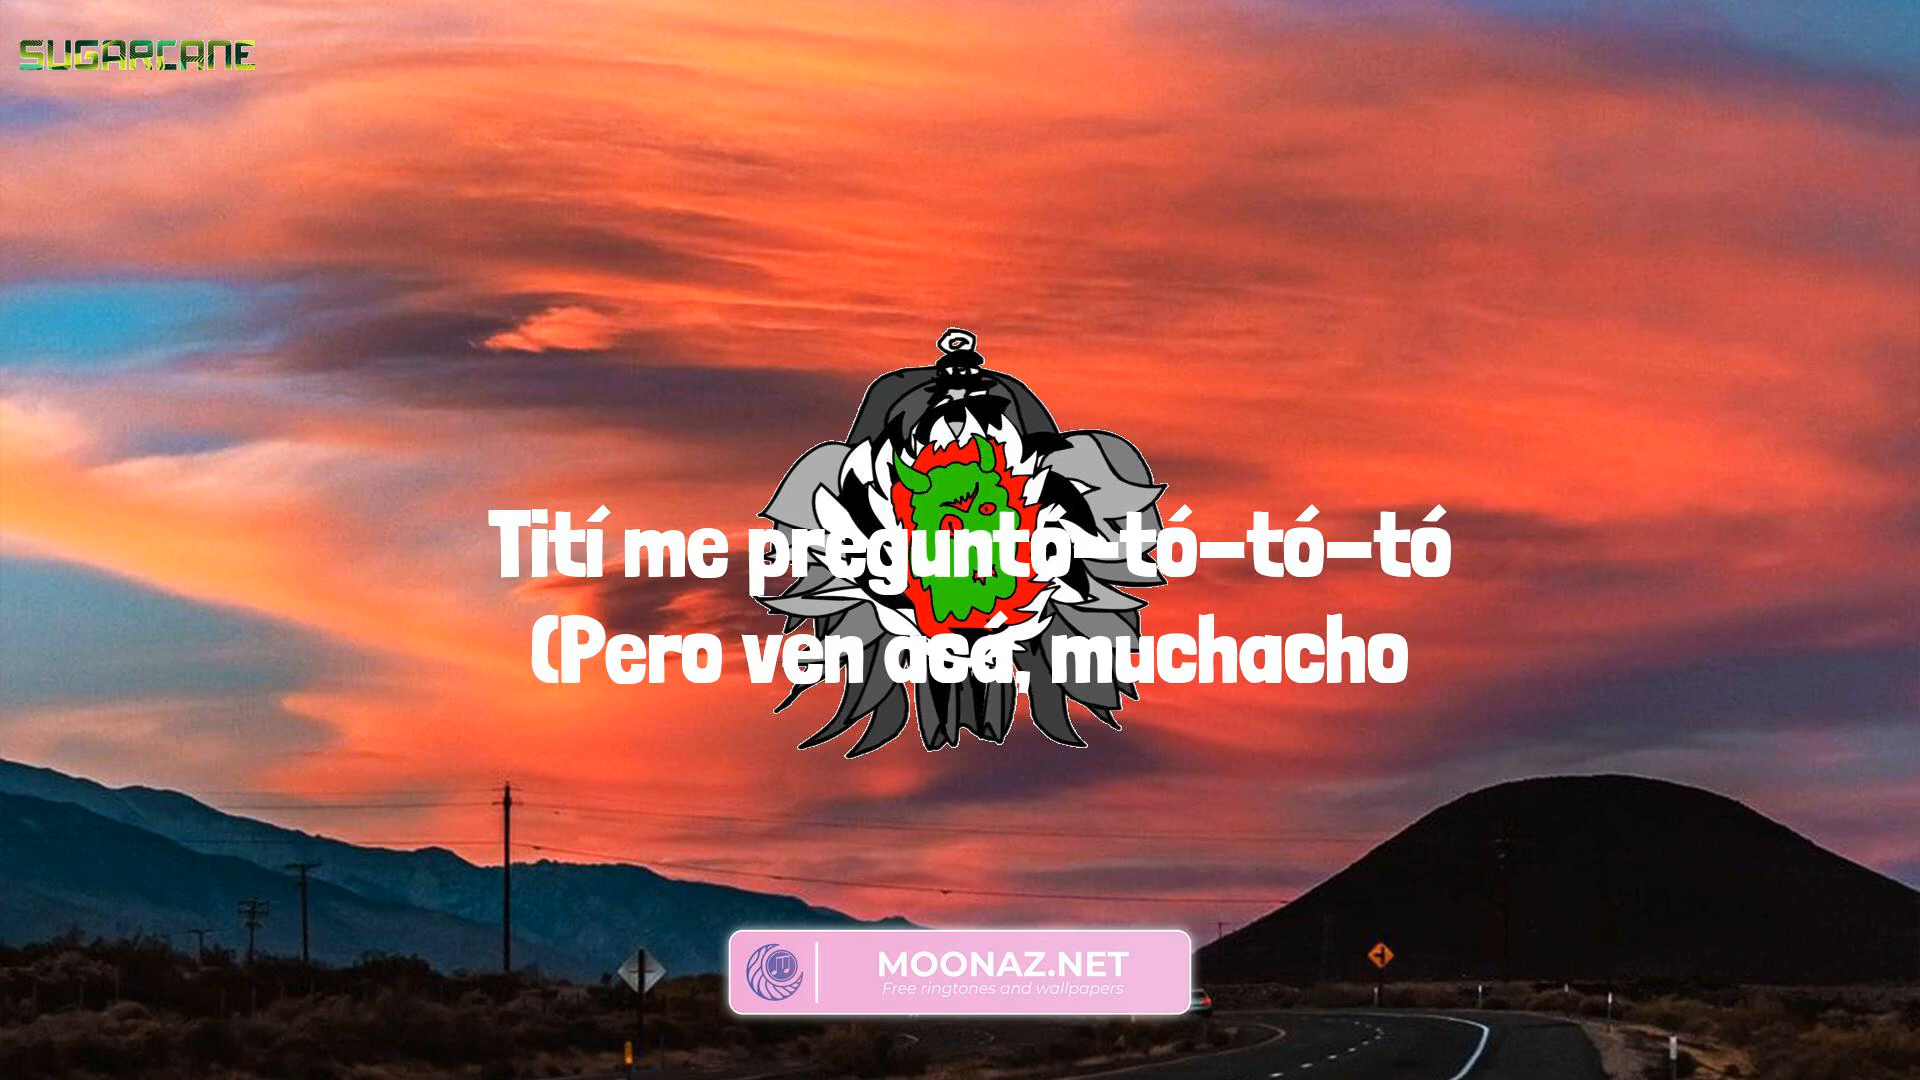 SUGARCANE
Tití me preguntó-tó-tó-tó
(Pero ven acá, muchacho
MOONAZ.NET
Free ringtones and wallpapers